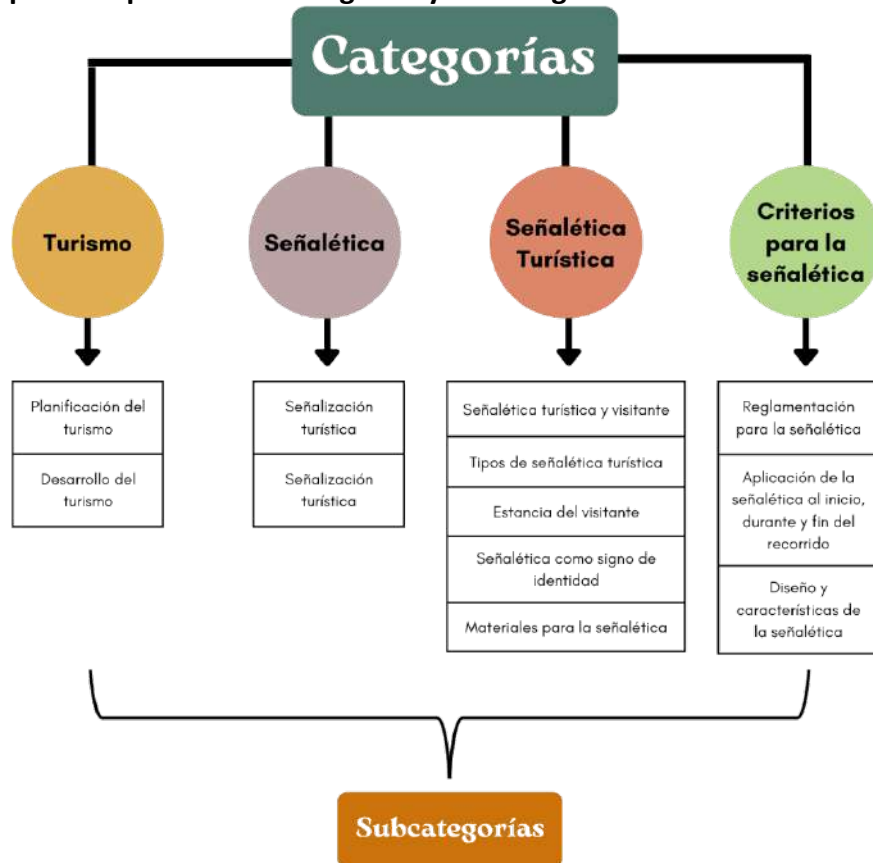 Categorías
Turismo
Señalética
Señalética
Turística
Criterios
para la
señalética
Planificación del
turismo
Desarrollo del
turismo
Señalización
turística
Señalización
turística
Señalética turística y visitante
Tipos de señalética turística
Estancia del visitante
Señalética como signo de
identidad
Materiales para la señalética
Reglamentación
para la señalética
Aplicación de la
señalética al inicio,
durante y fin del
recorrido
Diseño y
características de
la señalética
Subcategorías